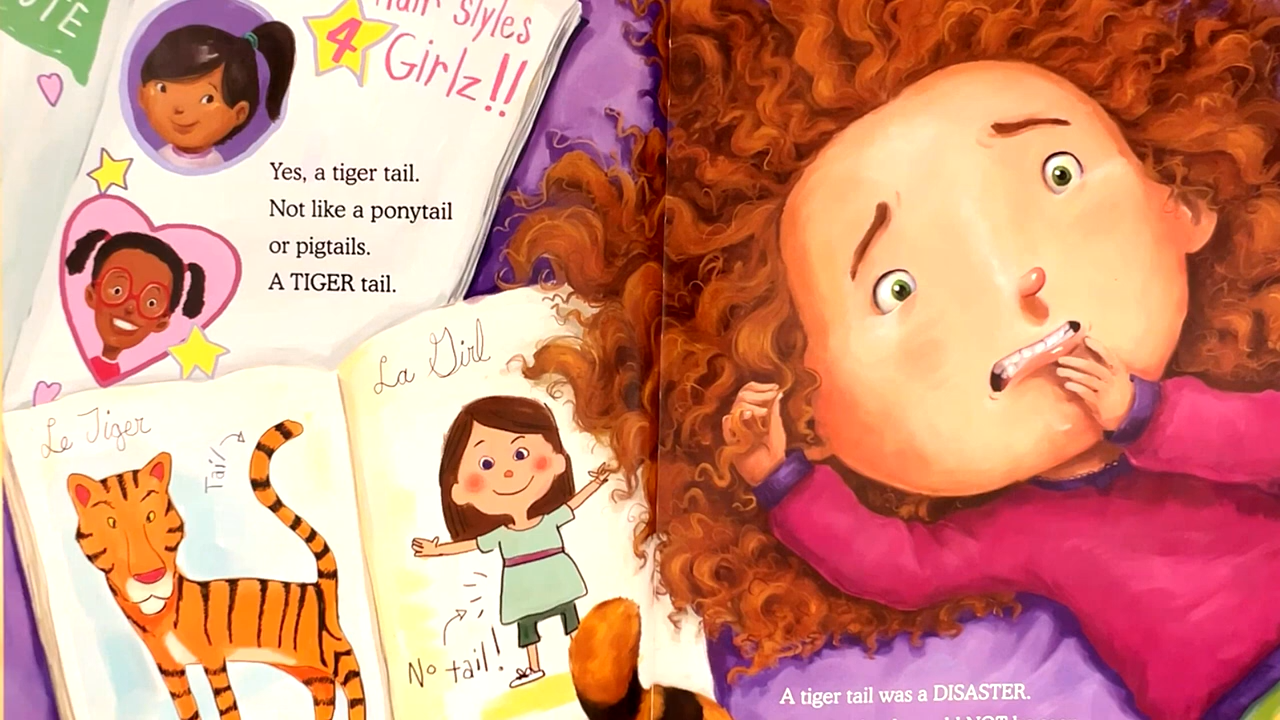 Hair Styles
4 Girlz!!
Yes, a tiger tail.
Not like a ponytail
or pigtails.
A TIGER tail.
Le Tiger
Tail
La Girl
No tail!
A tiger tail was a DISASTER.
NOT